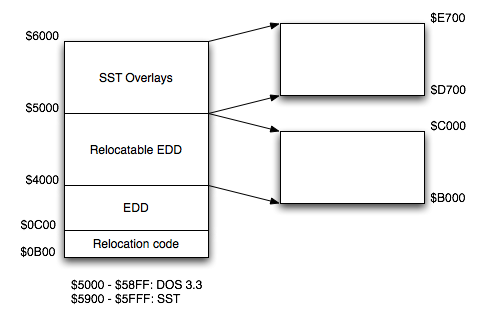 $E700
$6000
SST Overlays
$D700
$5000
$C000
Relocatable EDD
$4000
$B000
EDD
$0C00
Relocation code
$0B00
$5000 - $58FF: DOS 3.3
$5900 - $5FFF: SST